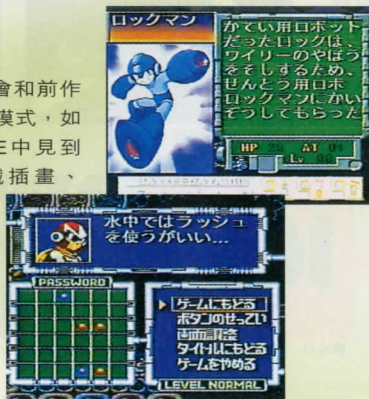 ロックマン
かてい用ロボット
だったロックは、
ワイリーのやぼう
をそしするため、
せんとう用ロボ
ロックマンにかい
ぞうしてもらった
HP 28 AT 04
會和前作
模式，如
中見到
插畫、
水中ではラッシュ
を使うがいい...
PASSWORD
ゲームにもどる
ボタンのせってい
画面調整
タイトルにもどる
ゲームをやめる
LEVEL NORMAL